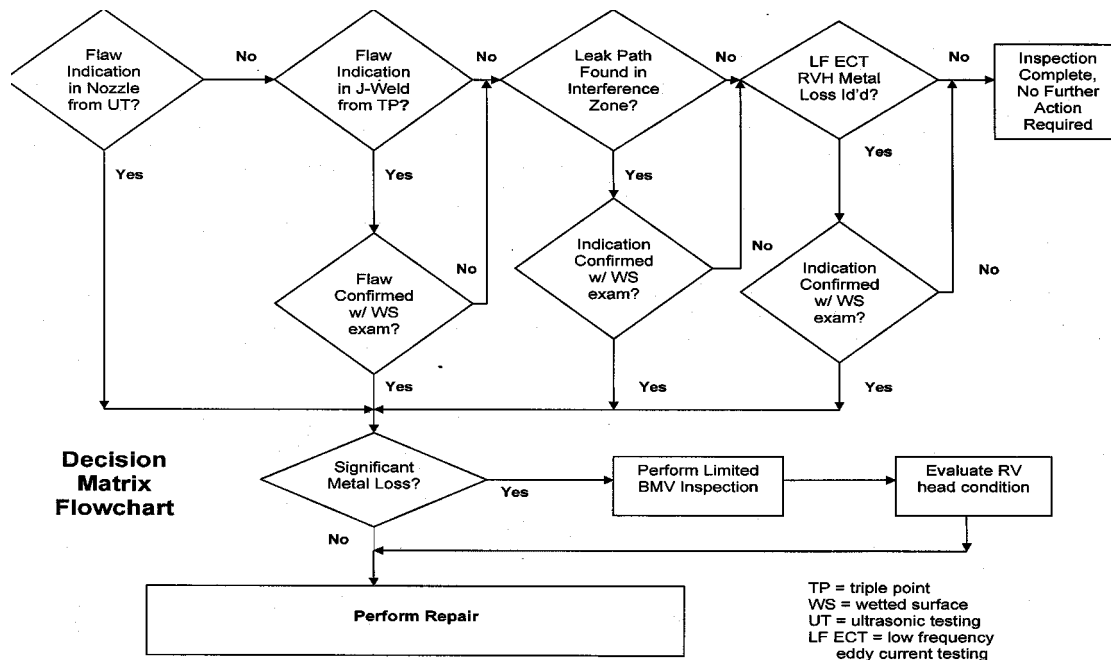 Flaw
Indication
in Nozzle
from UT?
No
Flaw
Indication
in J-Weld
from TP?
No
Leak Path
Found in
Interference
Zone?
No
LF ECT
RVH Metal
Loss Id'd?
No
Inspection
Complete,
No Further
Action
Required
Yes
Yes
Yes
Yes
Flaw
Confirmed
w/ WS
exam?
No
Indication
Confirmed
w/ WS
exam?
No
Indication
Confirmed
w/ WS
exam?
No
Yes
Yes
Yes
Decision
Matrix
Flowchart
Significant
Metal Loss?
Yes
Perform Limited
BMV Inspection
Evaluate RV
head condition
No
Perform Repair
TP = triple point
WS = wetted surface
UT = ultrasonic testing
LF ECT = low frequency
eddy current testing